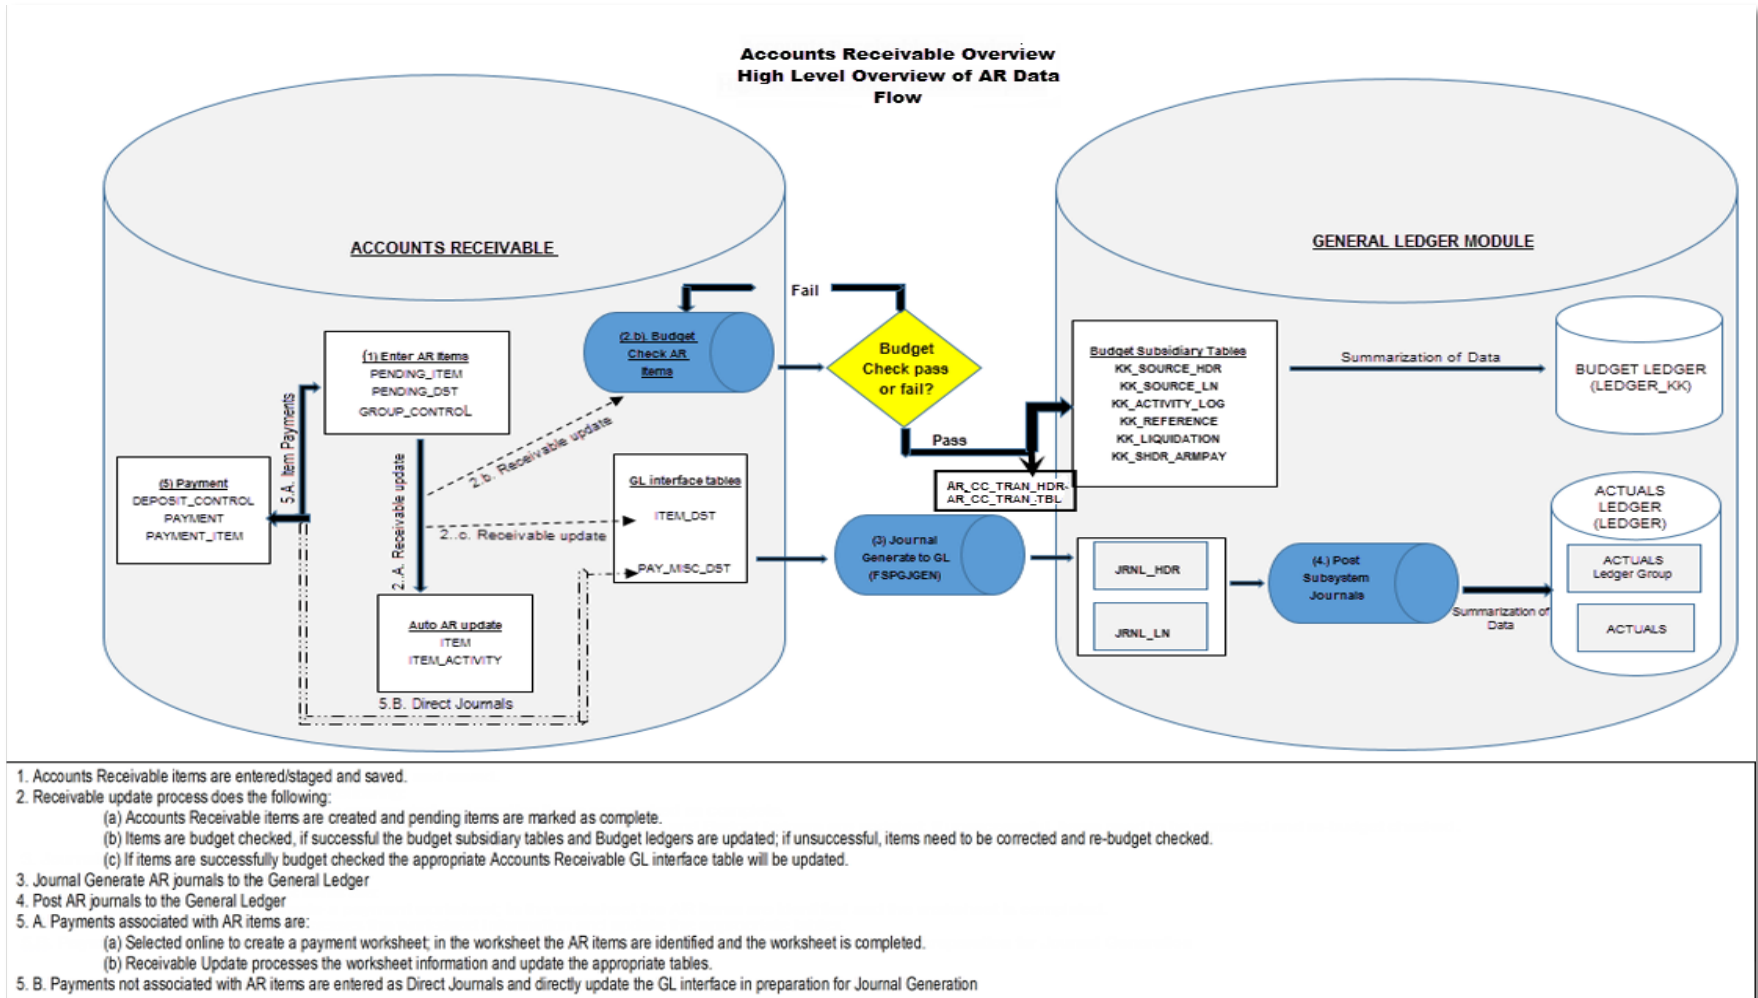 Accounts Receivable Overview
High Level Overview of AR Data
Flow
ACCOUNTS RECEIVABLE
GENERAL LEDGER MODULE
Fail
(2.b). Budget
Check AR
Items
Budget
Check pass
or fail?
Pass
(1) Enter AR Items
PENDING_ITEM
PENDING_DST
GROUP_CONTROL
5.A. Item Payments
(5) Payment
DEPOSIT_CONTROL
PAYMENT
PAYMENT_ITEM
2.A. Receivable update
2.b. Receivable update
2..c. Receivable update
GL interface tables
ITEM_DST
PAY_MISC_DST
Auto AR update
ITEM
ITEM_ACTIVITY
5.B. Direct Journals
Budget Subsidiary Tables
KK_SOURCE_HDR
KK_SOURCE_LN
KK_ACTIVITY_LOG
KK_REFERENCE
KK_LIQUIDATION
KK_SHDR_ARMPAY
AR_CC_TRAN_HDR-
AR_CC_TRAN_TBL
Summarization of Data
BUDGET LEDGER
(LEDGER_KK)
(3) Journal
Generate to GL
(FSPGJGEN)
JRNL_HDR
JRNL_LN
(4.) Post
Subsystem
Journals
Summarization of
Data
ACTUALS
LEDGER
(LEDGER)
ACTUALS
Ledger Group
ACTUALS
1. Accounts Receivable items are entered/staged and saved.
2. Receivable update process does the following:
(a) Accounts Receivable items are created and pending items are marked as complete.
(b) Items are budget checked, if successful the budget subsidiary tables and Budget ledgers are updated; if unsuccessful, items need to be corrected and re-budget checked.
(c) If items are successfully budget checked the appropriate Accounts Receivable GL interface table will be updated.
3. Journal Generate AR journals to the General Ledger
4. Post AR journals to the General Ledger
5. A. Payments associated with AR items are:
(a) Selected online to create a payment worksheet; in the worksheet the AR items are identified and the worksheet is completed.
(b) Receivable Update processes the worksheet information and update the appropriate tables.
5. B. Payments not associated with AR items are entered as Direct Journals and directly update the GL interface in preparation for Journal Generation